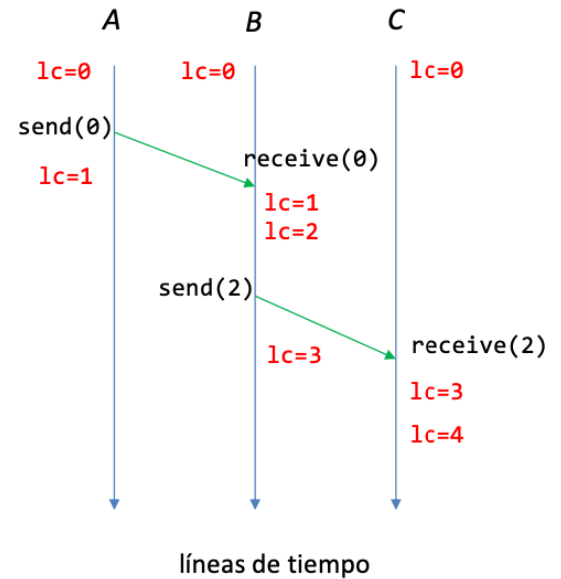 A B C
lc=0 lc=0 lc=0
send(0)
receive(0)
lc=1
lc=1
lc=2
send(2)
receive(2)
lc=3
lc=3
lc=4
líneas de tiempo